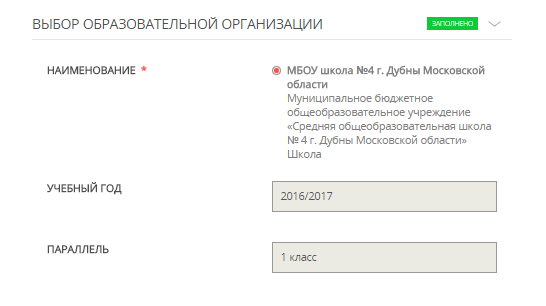 ВЫБОР ОБРАЗОВАТЕЛЬНОЙ ОРГАНИЗАЦИИ ЗАПОЛНЕНО
НАИМЕНОВАНИЕ * МБОУ школа №4 г. Дубны Московской
области
Муниципальное бюджетное
общеобразовательное учреждение
«Средняя общеобразовательная школа
№ 4 г. Дубны Московской области»
Школа
УЧЕБНЫЙ ГОД 2016/2017
ПАРАЛЛЕЛЬ 1 класс